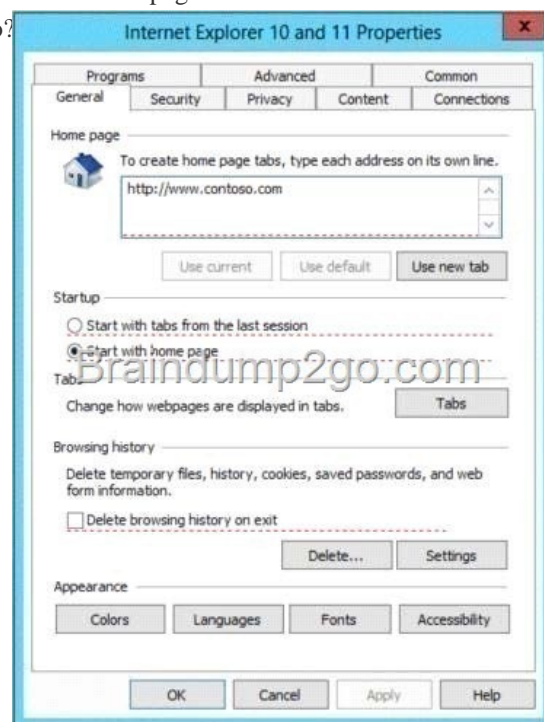 page
o?
Internet Explorer 10 and 11 Properties
x
Programs Advanced Common
General Security Privacy Content Connections
Home page
To create home page tabs, type each address on its own line.
http://www.contoso.com
Use current Use default Use new tab
Startup
Start with tabs from the last session
Start with home page
Braindump2go.com
Tabs
Change how webpages are displayed in tabs. Tabs
Browsing history
Delete temporary files, history, cookies, saved passwords, and web
form information.
Delete browsing history on exit
Delete... Settings
Appearance
Colors Languages Fonts Accessibility
OK Cancel Apply Help